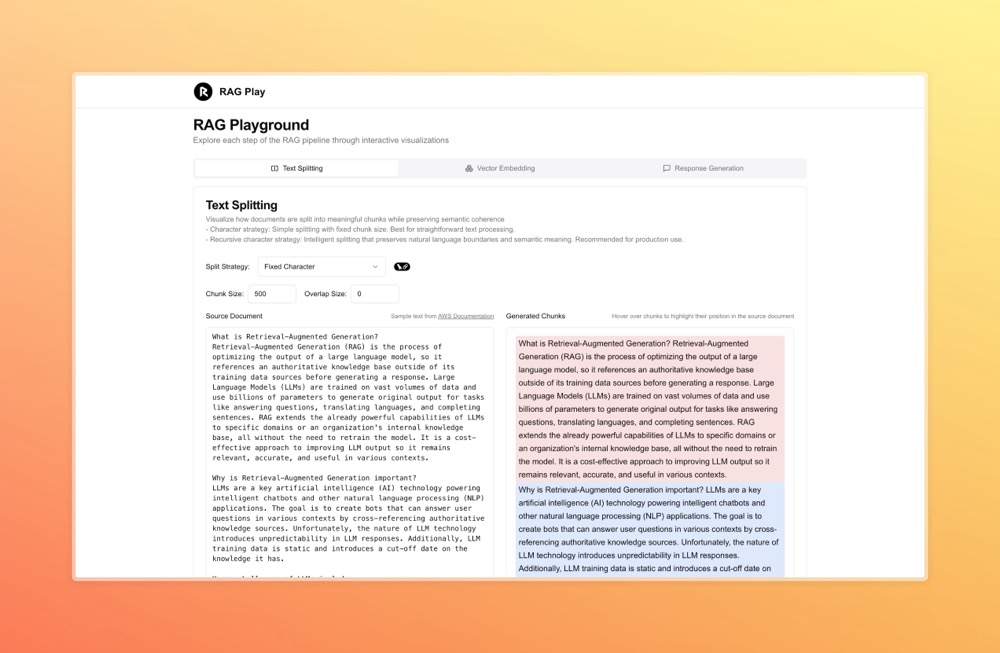 RAG Play
RAG Playground
Explore each step of the RAG pipeline through interactive visualizations
Text Splitting
Vector Embedding
Response Generation
Text Splitting
Visualize how documents are split into meaningful chunks while preserving semantic coherence
- Character strategy: Simple splitting with fixed chunk size. Best for straightforward text processing.
- Recursive character strategy: Intelligent splitting that preserves natural language boundaries and semantic meaning. Recommended for production use.
Split Strategy:
Fixed Character
Chunk Size:
500
Overlap Size:
0
Source Document
Sample text from AWS Documentation
What is Retrieval-Augmented Generation?
Retrieval-Augmented Generation (RAG) is the process of
optimizing the output of a large language model, so it
references an authoritative knowledge base outside of its
training data sources before generating a response. Large
Language Models (LLMs) are trained on vast volumes of data and
use billions of parameters to generate original output for tasks
like answering questions, translating languages, and completing
sentences. RAG extends the already powerful capabilities of LLMs
to specific domains or an organization's internal knowledge
base, all without the need to retrain the model. It is a cost-
effective approach to improving LLM output so it remains
relevant, accurate, and useful in various contexts.
Why is Retrieval-Augmented Generation important?
LLMs are a key artificial intelligence (AI) technology powering
intelligent chatbots and other natural language processing (NLP)
applications. The goal is to create bots that can answer user
questions in various contexts by cross-referencing authoritative
knowledge sources. Unfortunately, the nature of LLM technology
introduces unpredictability in LLM responses. Additionally, LLM
training data is static and introduces a cut-off date on the
knowledge it has.
Generated Chunks
Hover over chunks to highlight their position in the source document
What is Retrieval-Augmented Generation? Retrieval-Augmented
Generation (RAG) is the process of optimizing the output of a large
language model, so it references an authoritative knowledge base
outside of its training data sources before generating a response. Large
Language Models (LLMs) are trained on vast volumes of data and use
billions of parameters to generate original output for tasks like answering
questions, translating languages, and completing sentences. RAG
extends the already powerful capabilities of LLMs to specific domains or
an organization's internal knowledge base, all without the need to retrain
the model. It is a cost-effective approach to improving LLM output so it
remains relevant, accurate, and useful in various contexts.
Why is Retrieval-Augmented Generation important? LLMs are a key
artificial intelligence (AI) technology powering intelligent chatbots and
other natural language processing (NLP) applications. The goal is to
create bots that can answer user questions in various contexts by cross-
referencing authoritative knowledge sources. Unfortunately, the nature of
LLM technology introduces unpredictability in LLM responses.
Additionally, LLM training data is static and introduces a cut-off date on